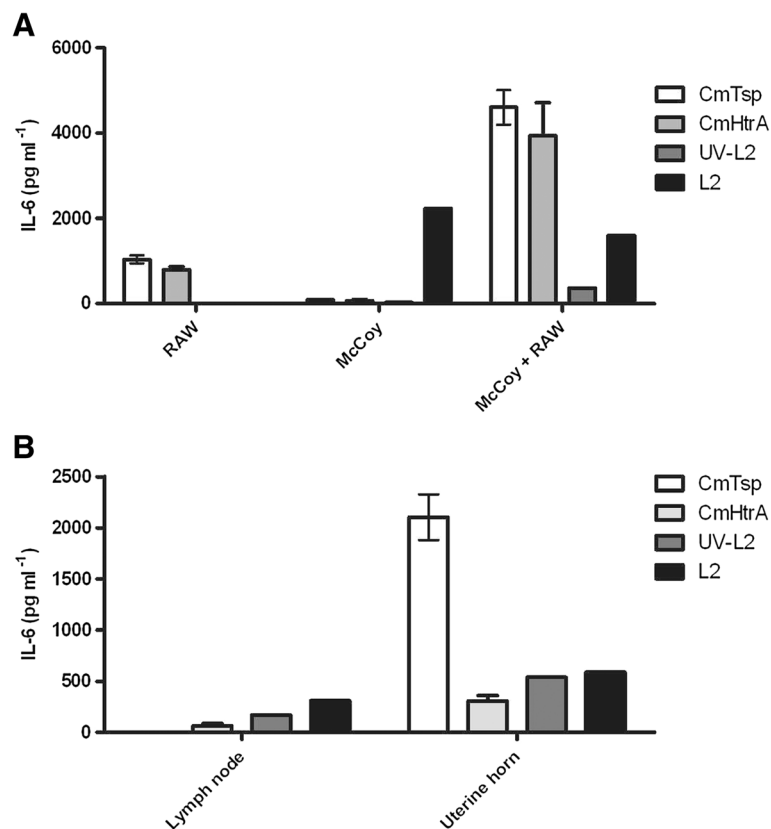 A
IL-6 (pg ml -1)
6000
4000
2000
0
RAW
McCoy
McCoy + RAW
CmTsp
CmHtrA
UV-L2
L2
B
IL-6 (pg ml -1)
2500
2000
1500
1000
500
0
Lymph node
Uterine horn
CmTsp
CmHtrA
UV-L2
L2